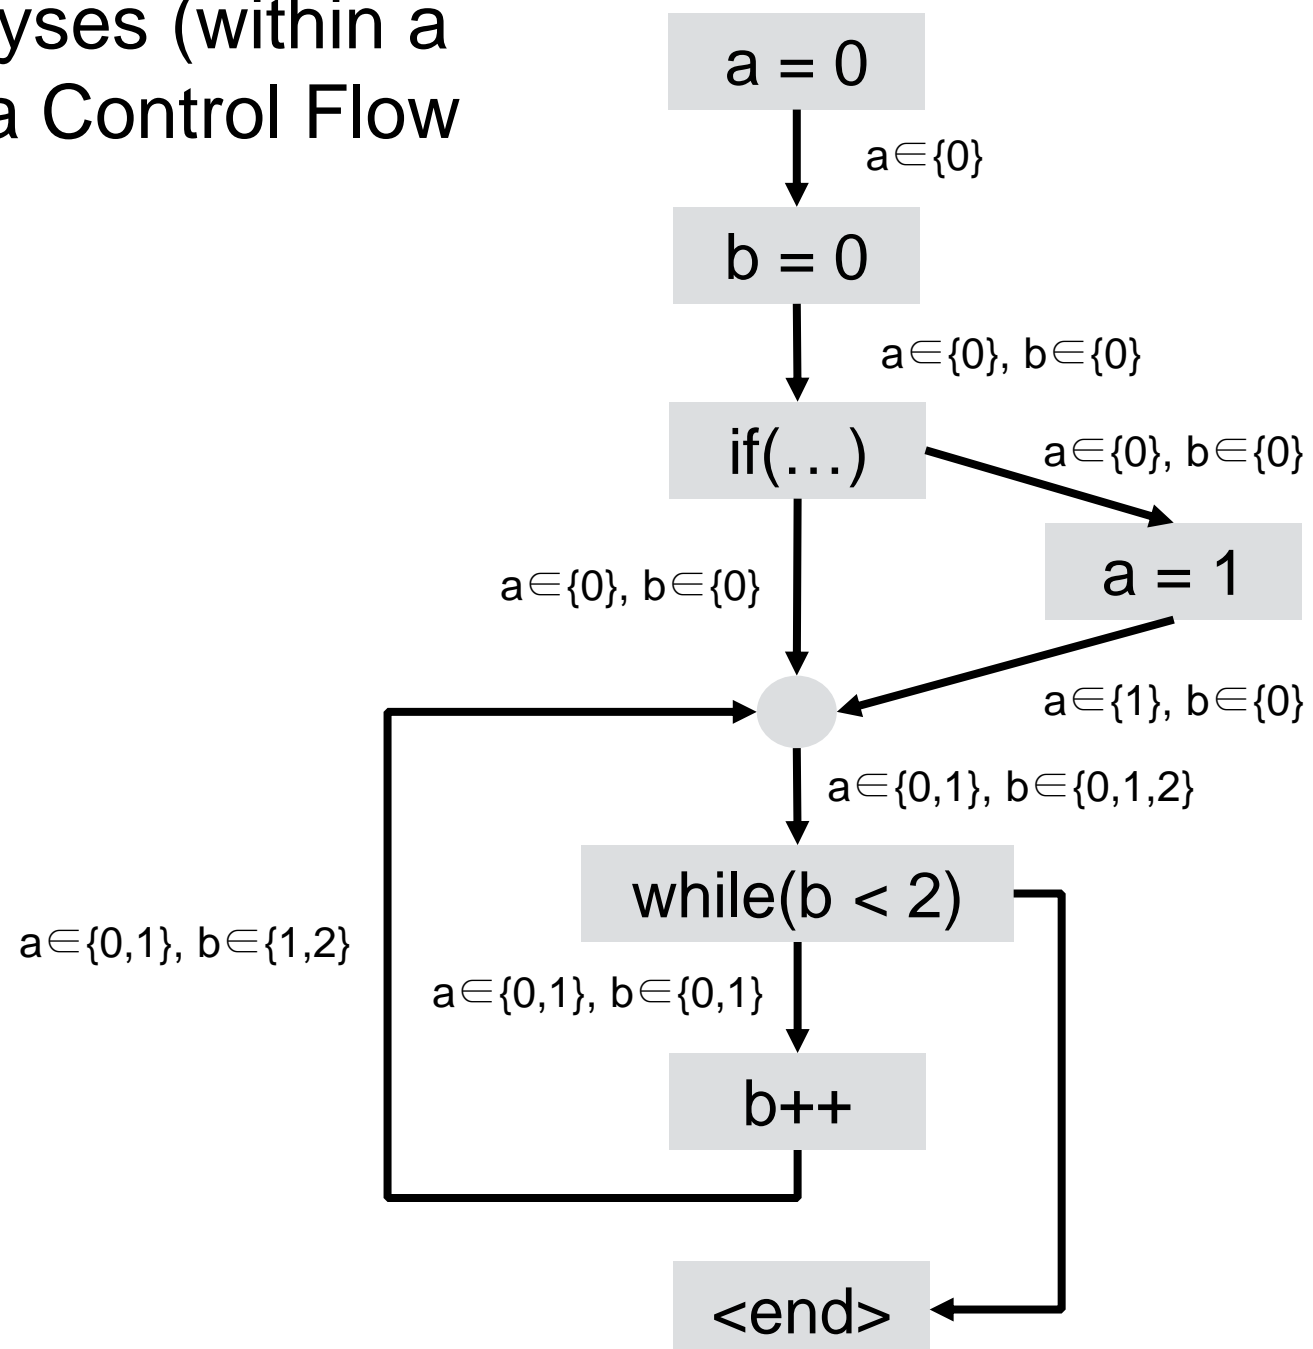 yses (within a
a Control Flow
a = 0
a∈{0}
b = 0
a∈{0}, b∈{0}
if(…)
a∈{0}, b∈{0}
a = 1
a∈{0}, b∈{0}
a∈{1}, b∈{0}
a∈{0,1}, b∈{0,1,2}
while(b < 2)
a∈{0,1}, b∈{1,2}
a∈{0,1}, b∈{0,1}
b++
<end>